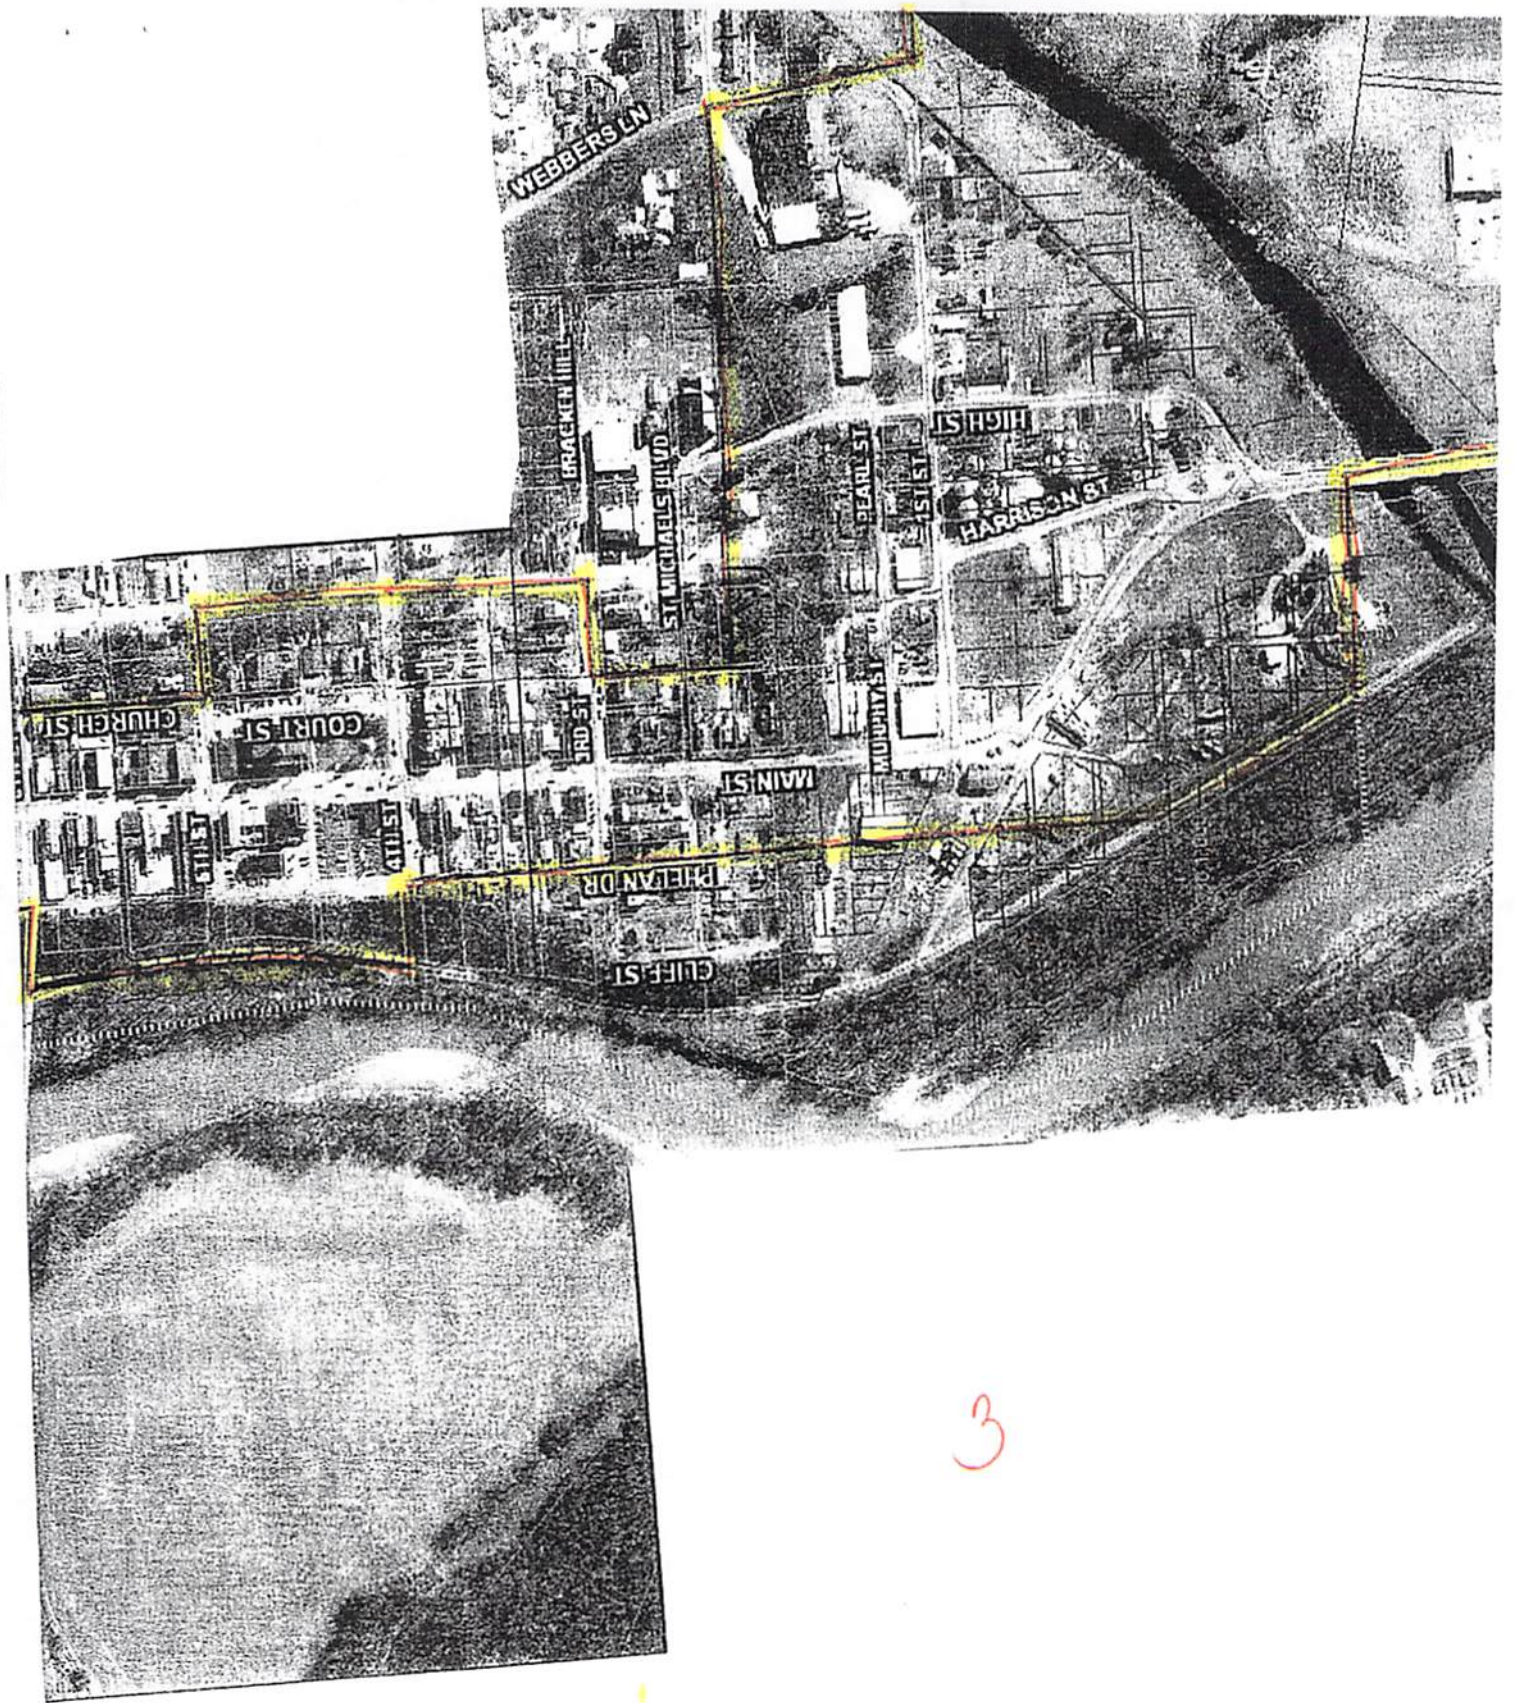 WEBBERS LN
BRACKEN HILL
HIGH ST
ST MICHAELS BLVD
PEARL ST
1ST ST
HARRISON ST
CHURCH ST
COURT ST
3RD ST
MURPHY ST
MAIN ST
5TH ST
4TH ST
PHELAN DR
CLIFF ST
3